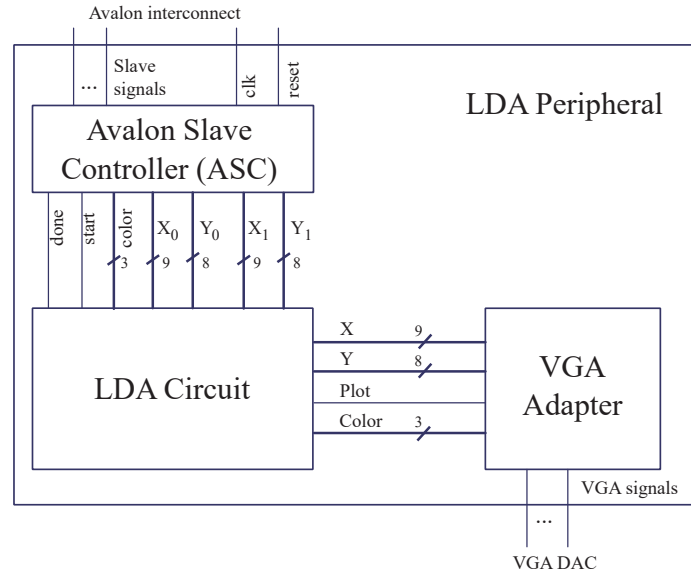 Avalon interconnect
...
Slave
signals
clk
reset
LDA Peripheral
Avalon Slave
Controller (ASC)
done
start
color
X0
Y0
X1
Y1
3
9
8
9
8
LDA Circuit
X
9
Y
8
Plot
Color
3
VGA
Adapter
VGA signals
...
VGA DAC